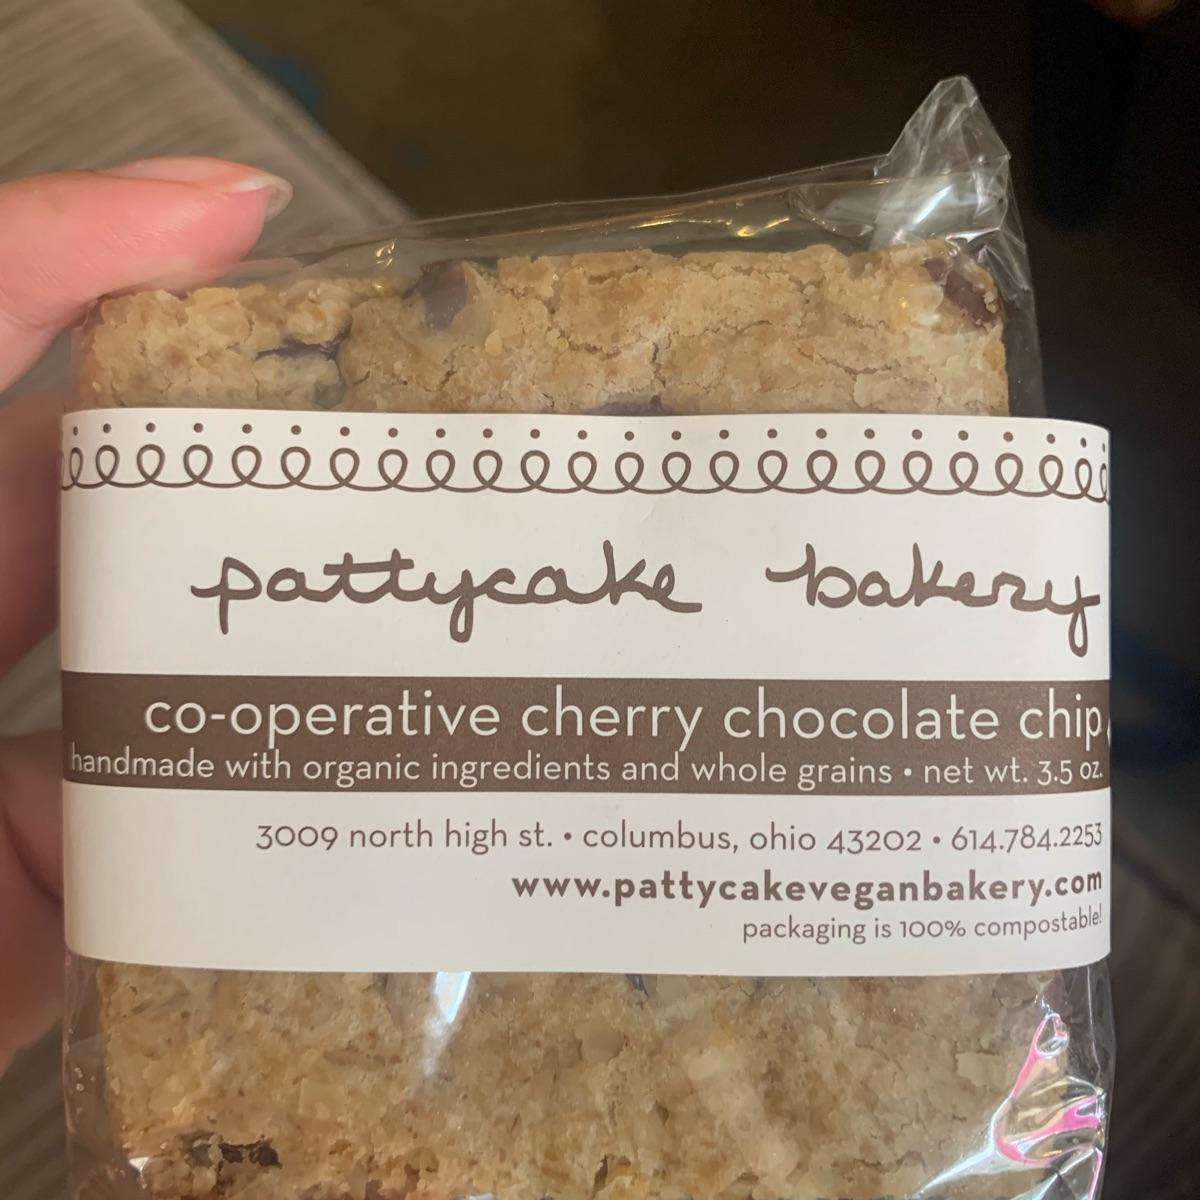 pattycake bakery
co-operative cherry chocolate chip
handmade with organic ingredients and whole grains • net wt. 3.5 oz.
3009 north high st. • columbus, ohio 43202 • 614.784.2253
www.pattycakeveganbakery.com
packaging is 100% compostable!